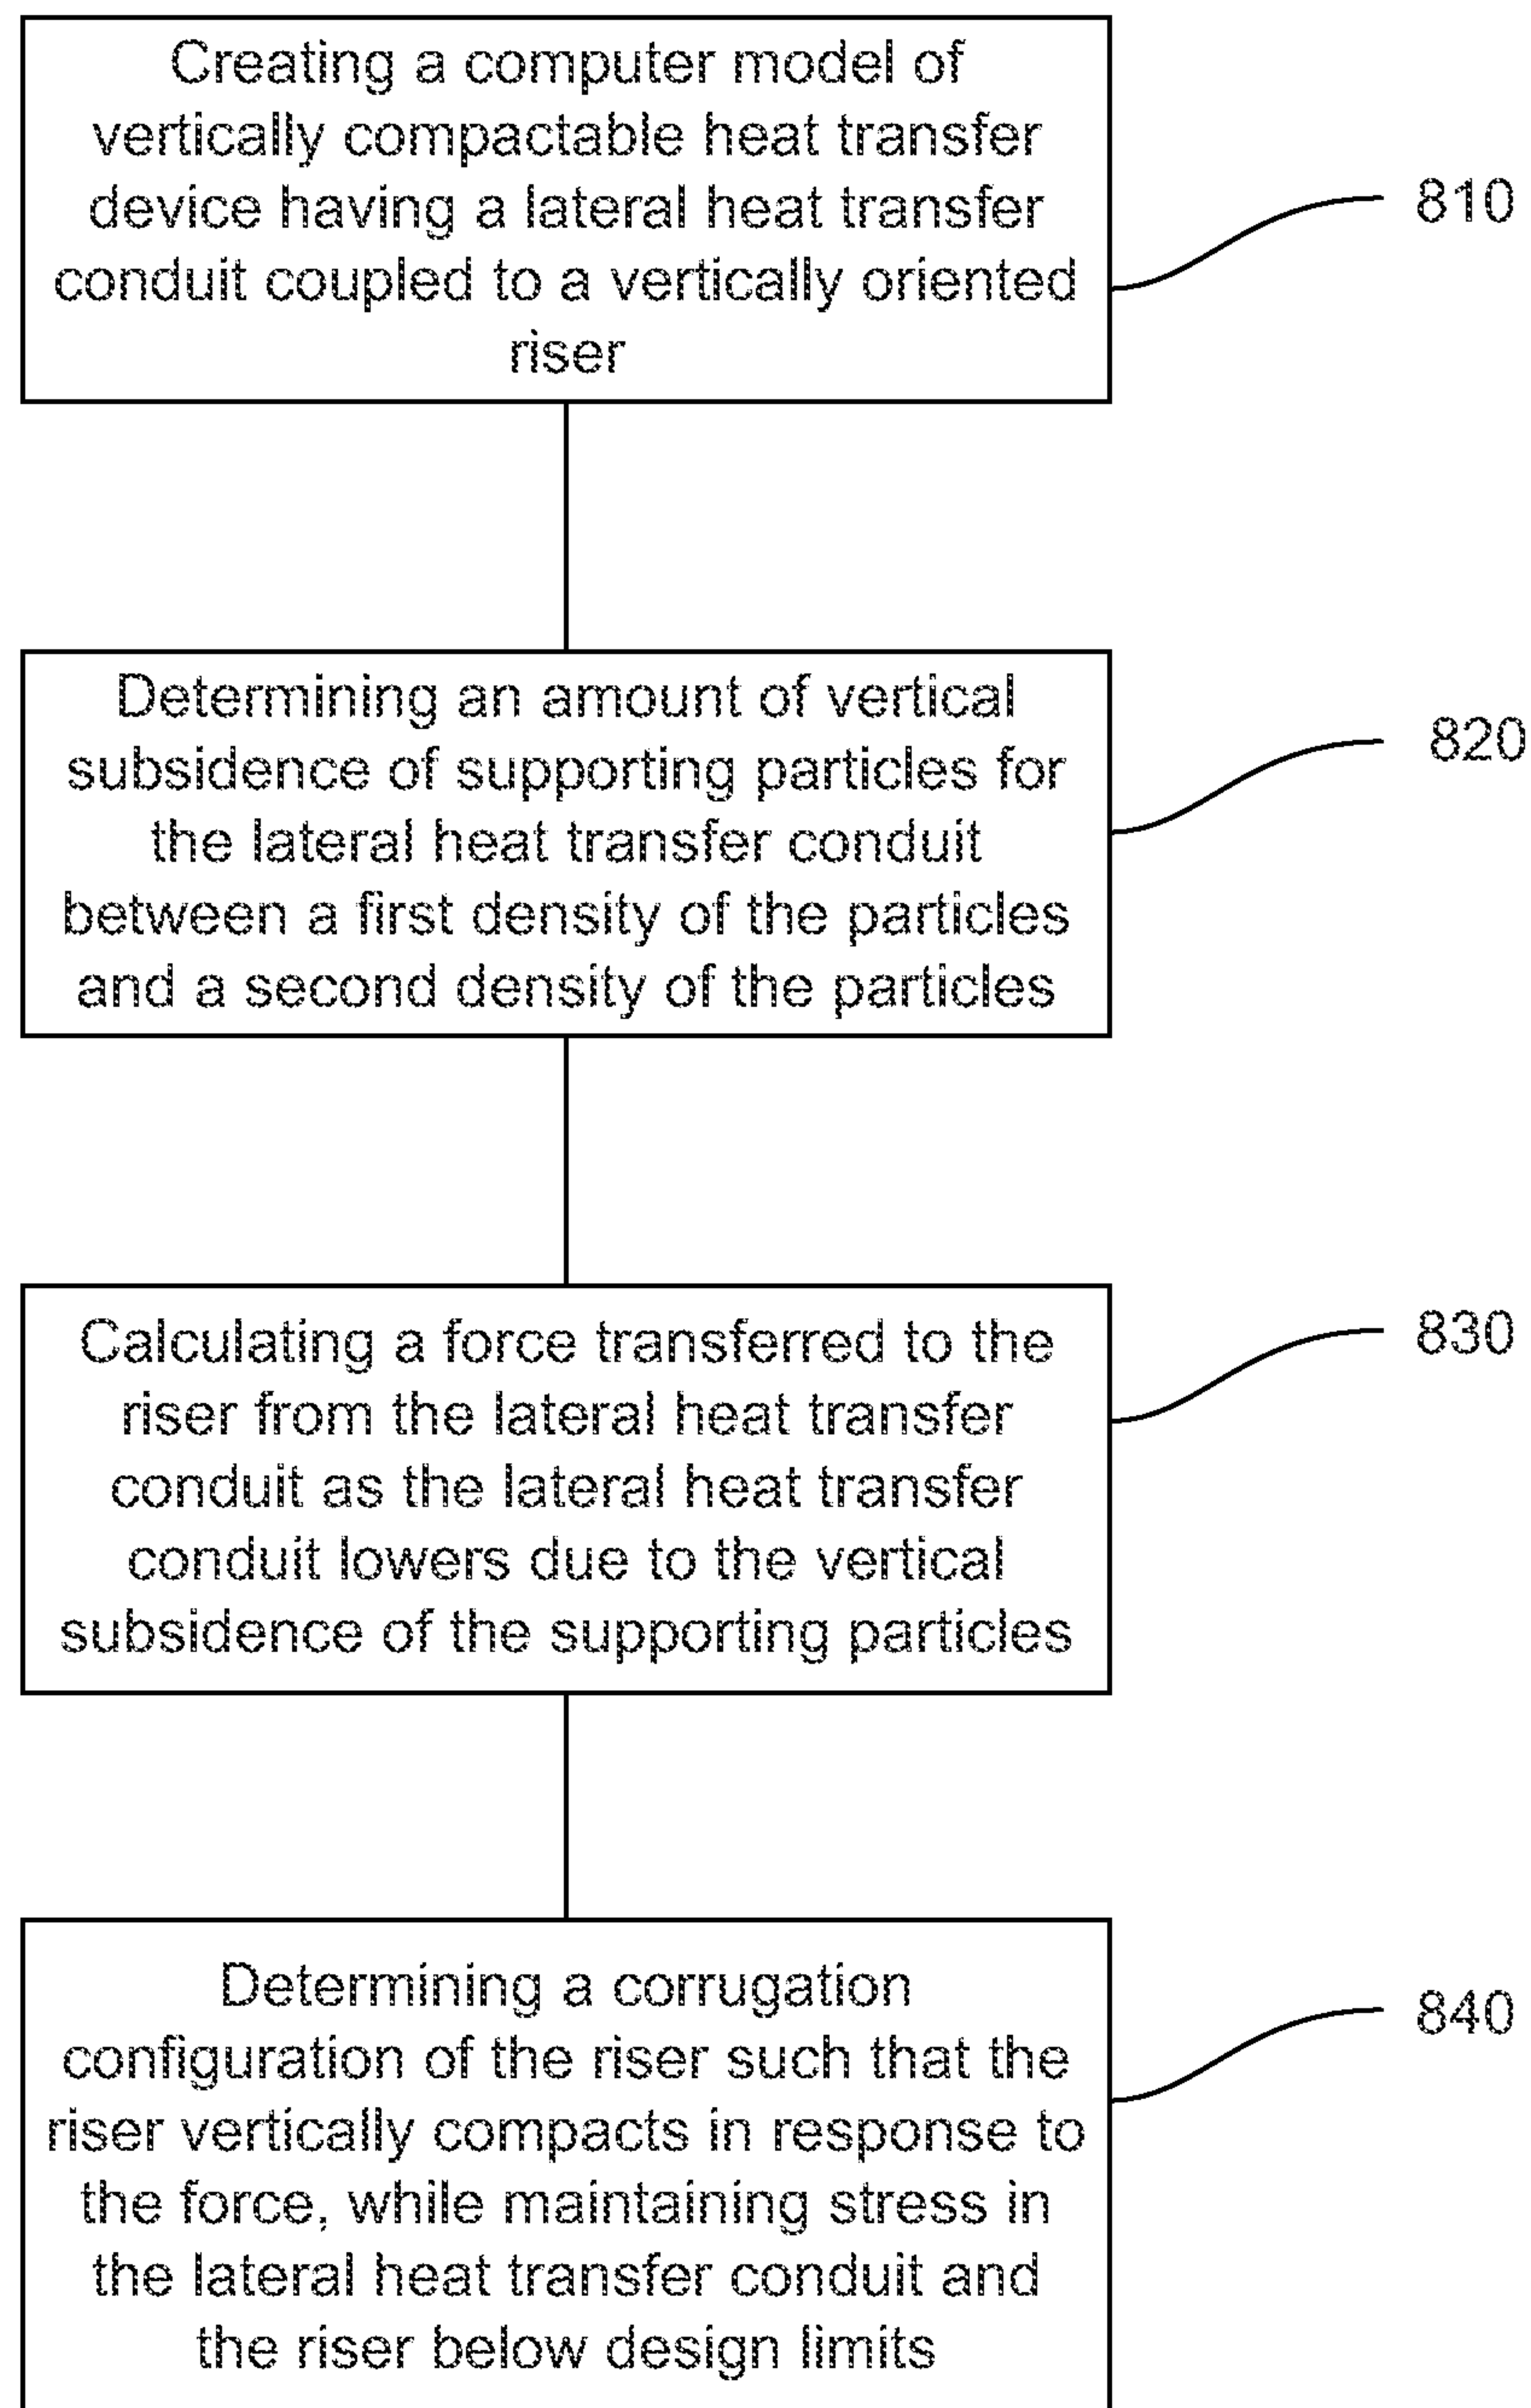 Creating a computer model of
vertically compactable heat transfer
device having a lateral heat transfer
conduit coupled to a vertically oriented
riser
810
Determining an amount of vertical
subsidence of supporting particles for
the lateral heat transfer conduit
between a first density of the particles
and a second density of the particles
820
Calculating a force transferred to the
riser from the lateral heat transfer
conduit as the lateral heat transfer
conduit lowers due to the vertical
subsidence of the supporting particles
830
Determining a corrugation
configuration of the riser such that the
riser vertically compacts in response to
the force, while maintaining stress in
the lateral heat transfer conduit and
the riser below design limits
840